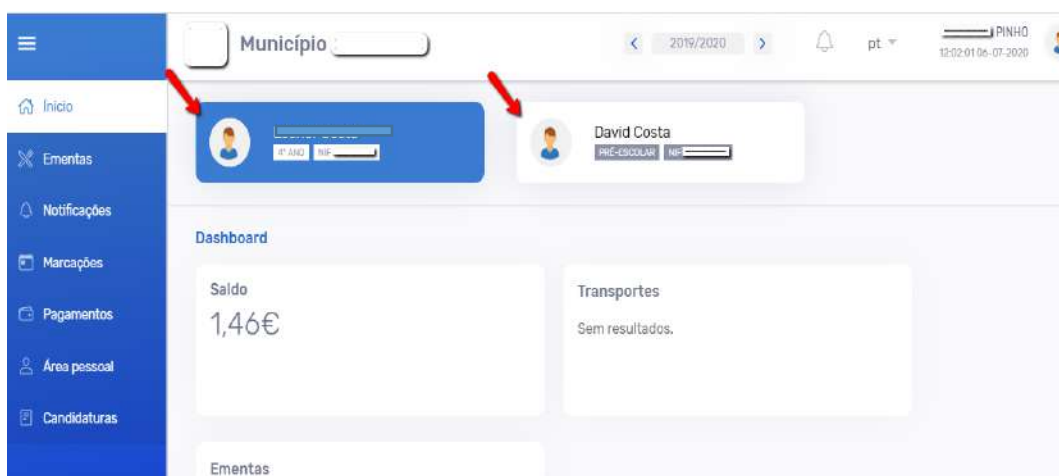 Município
2019/2020
pt
PINHO
12:02:01 06-07-2020
Início
Ementas
Notificações
Marcações
Pagamentos
Área pessoal
Candidaturas
4º ANO NIF
David Costa
PRÉ-ESCOLAR NIF
Dashboard
Saldo
1,46€
Transportes
Sem resultados.
Ementas